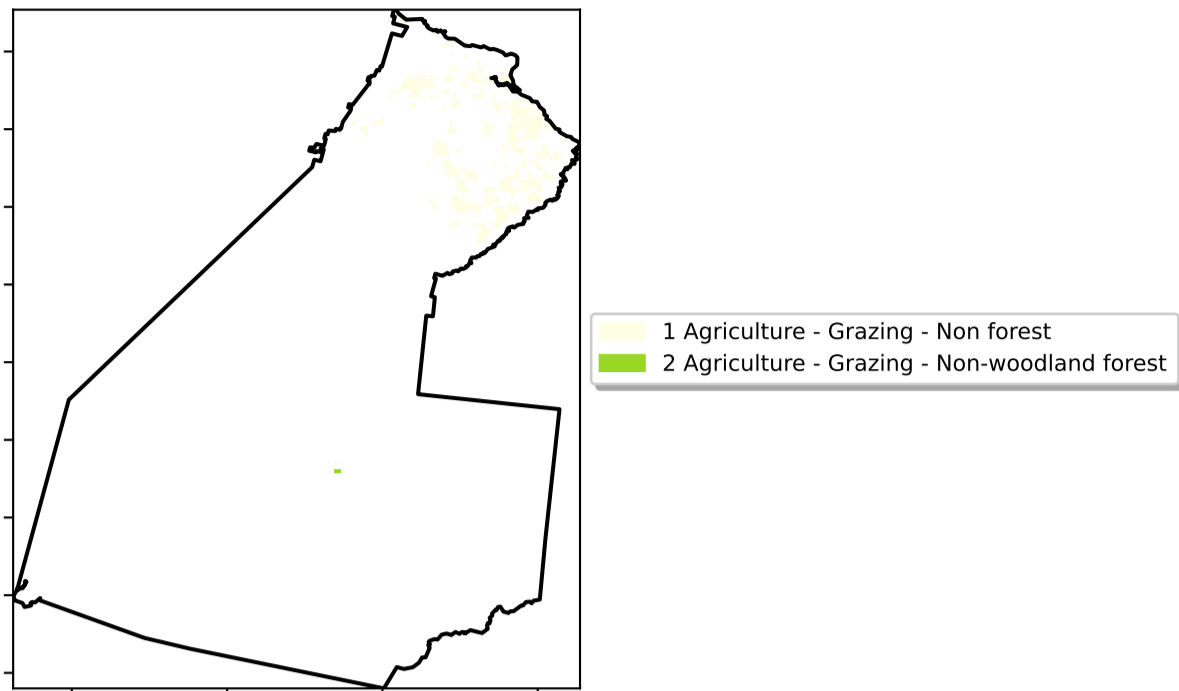 1 Agriculture - Grazing - Non forest
2 Agriculture - Grazing - Non-woodland forest